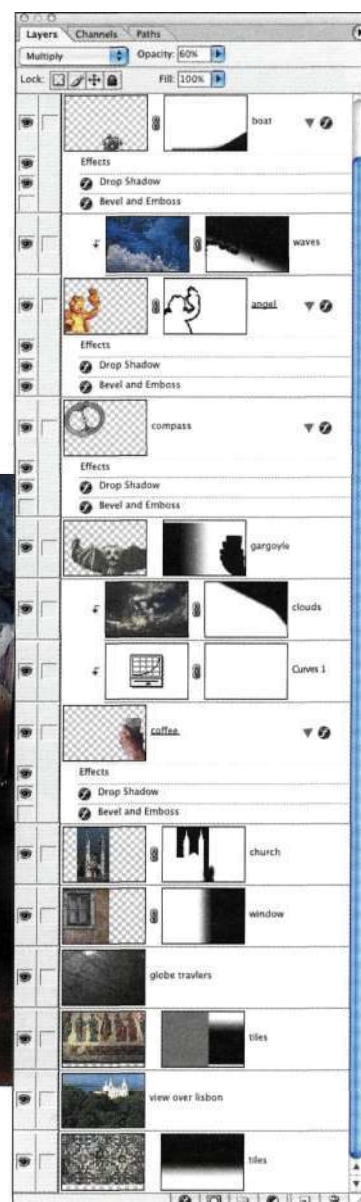 Layers Channels Paths
Multiply Opacity: 60%
Lock: Fill: 100%
boat
Effects
Drop Shadow
Bevel and Emboss
waves
angel
Effects
Drop Shadow
Bevel and Emboss
compass
Effects
Drop Shadow
Bevel and Emboss
gargoyle
clouds
Curves 1
coffee
Effects
Drop Shadow
Bevel and Emboss
church
window
globe travlers
tiles
view over lisbon
tiles